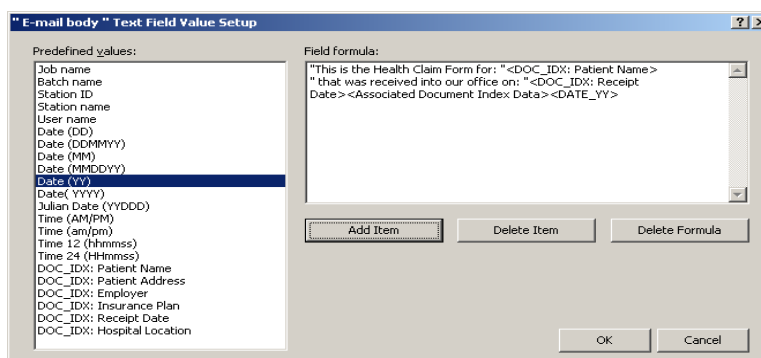 " E-mail body " Text Field Value Setup
Predefined values:
Job name
Batch name
Station ID
Station name
User name
Date (DD)
Date (DDMMYY)
Date (MM)
Date (MMDDYY)
Date (YY)
Date( YYYY)
Julian Date (YYDDD)
Time (AM/PM)
Time (am/pm)
Time 12 (hhmmss)
Time 24 (HHmmss)
DOC_IDX: Patient Name
DOC_IDX: Patient Address
DOC_IDX: Employer
DOC_IDX: Insurance Plan
DOC_IDX: Receipt Date
DOC_IDX: Hospital Location
Field formula:
"This is the Health Claim Form for: "<DOC_IDX: Patient Name>
" that was received into our office on: "<DOC_IDX: Receipt
Date><Associated Document Index Data><DATE_YY>
Add Item
Delete Item
Delete Formula
OK
Cancel